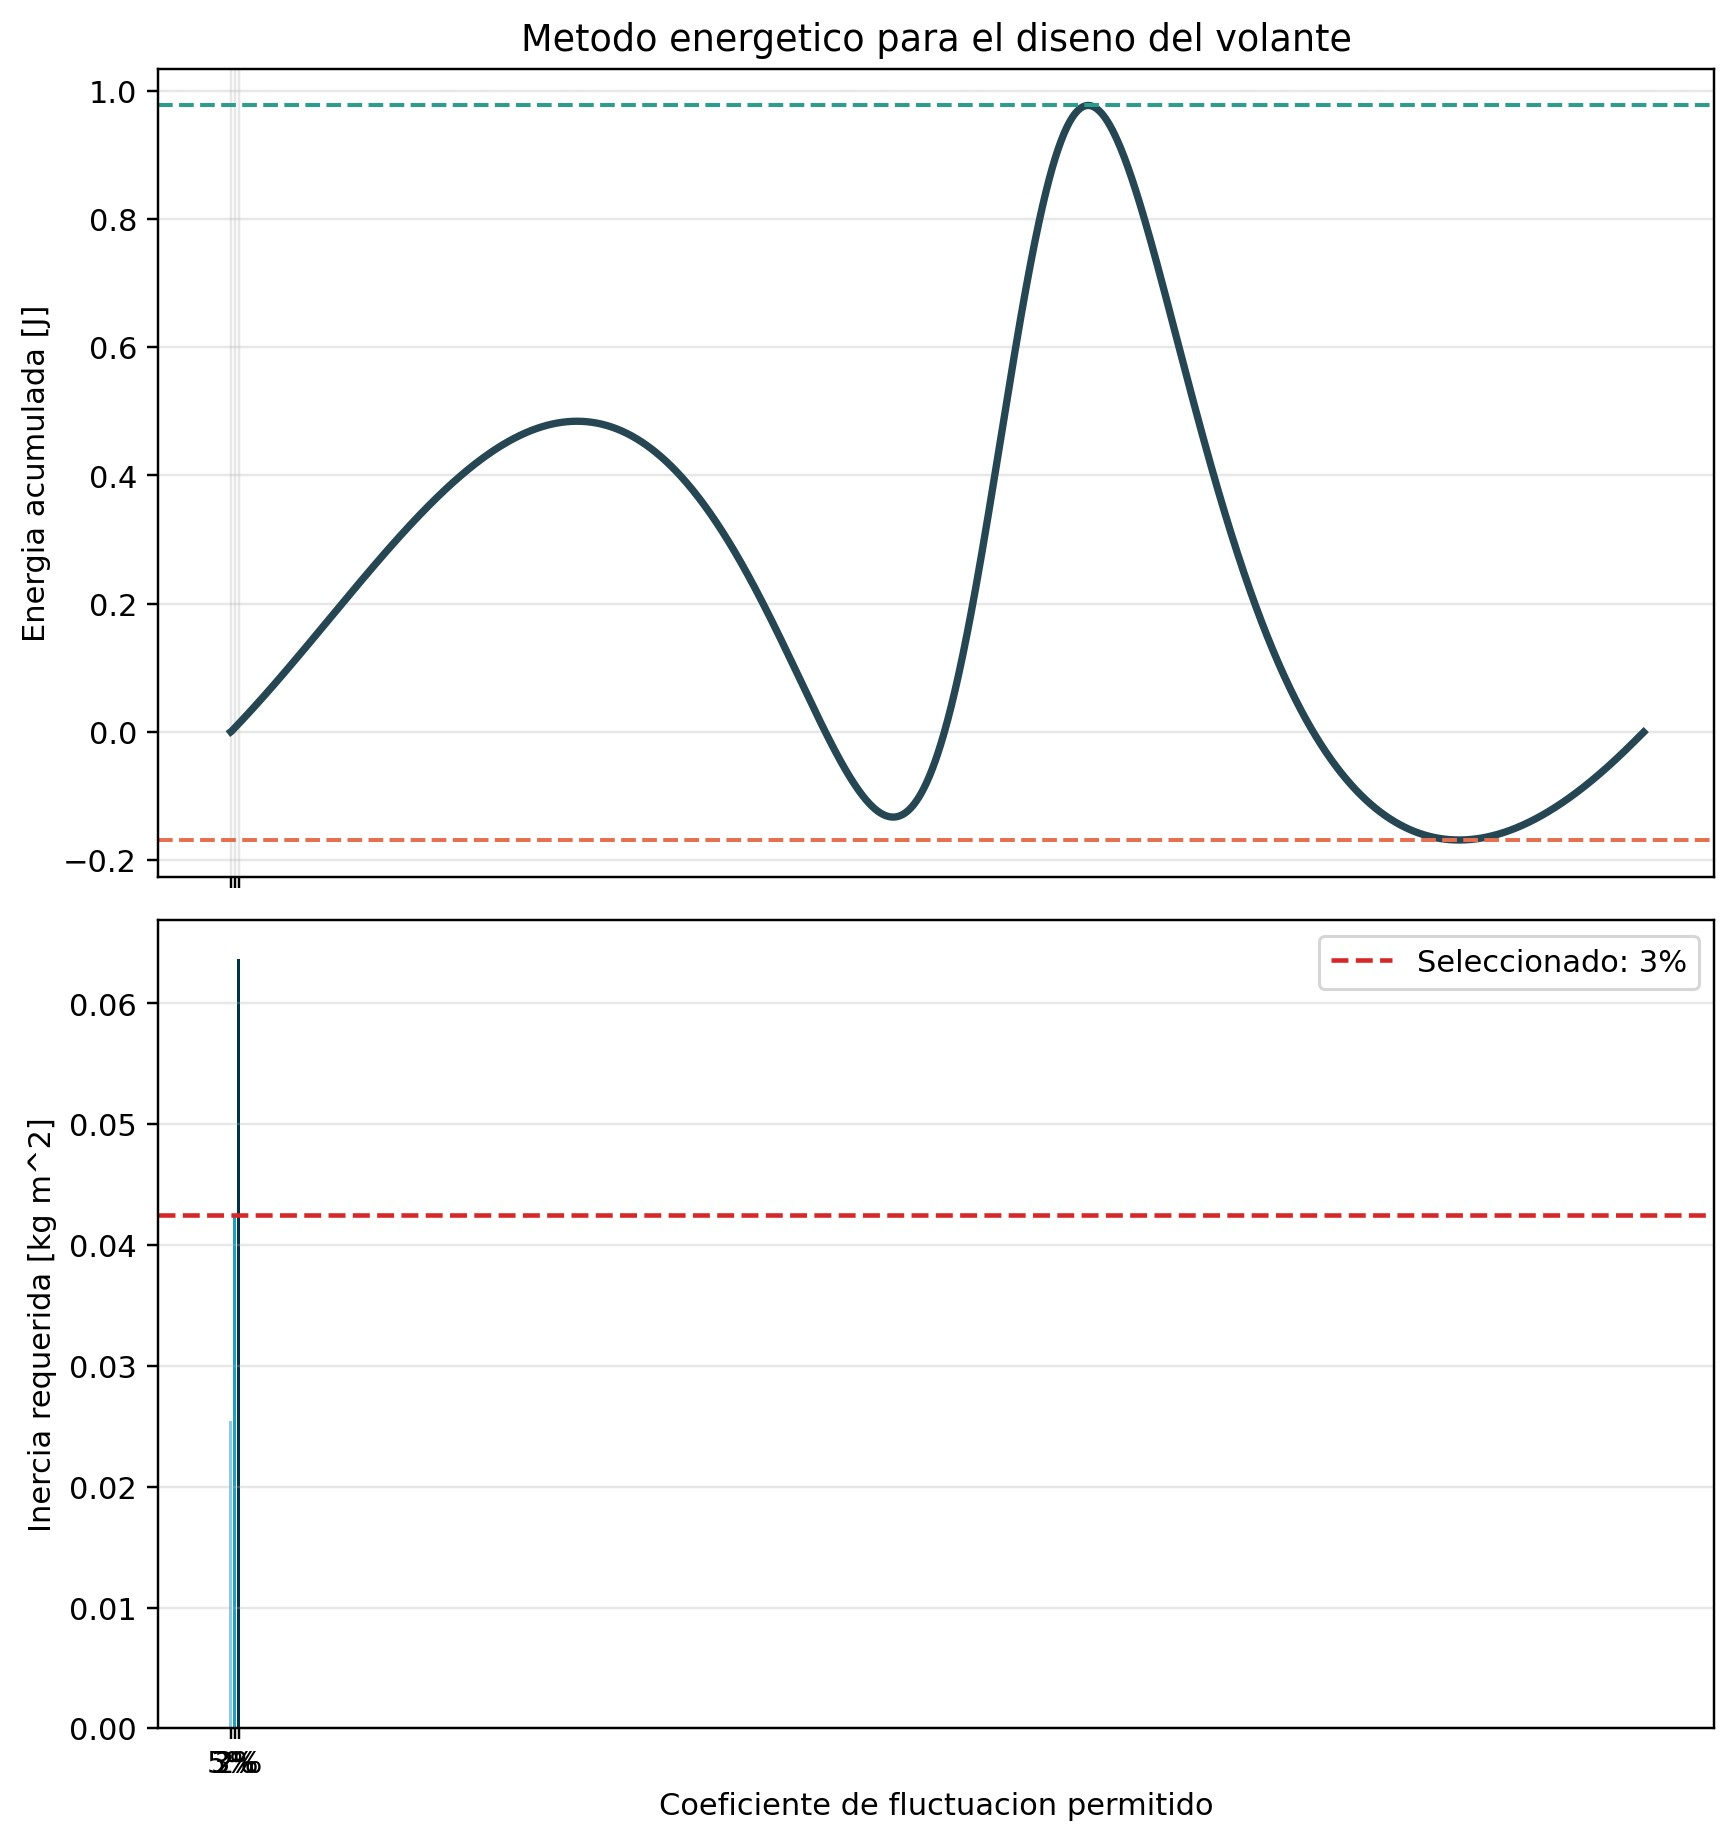 Metodo energetico para el diseno del volante
Energia acumulada [J]
1.0
0.8
0.6
0.4
0.2
0.0
−0.2
Seleccionado: 3%
Inercia requerida [kg m^2]
0.06
0.05
0.04
0.03
0.02
0.01
0.00
Coeficiente de fluctuacion permitido